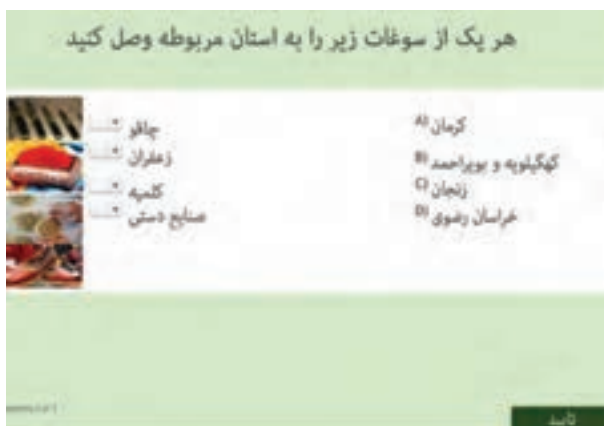 هر یک از سوغات زیر را به استان مربوطه وصل کنید
A) کرمان
B) کهگیلویه و بویراحمد
C) زنجان
D) خراسان رضوی
چاقو
زعفران
کلمپه
صنایع دستی
تایید